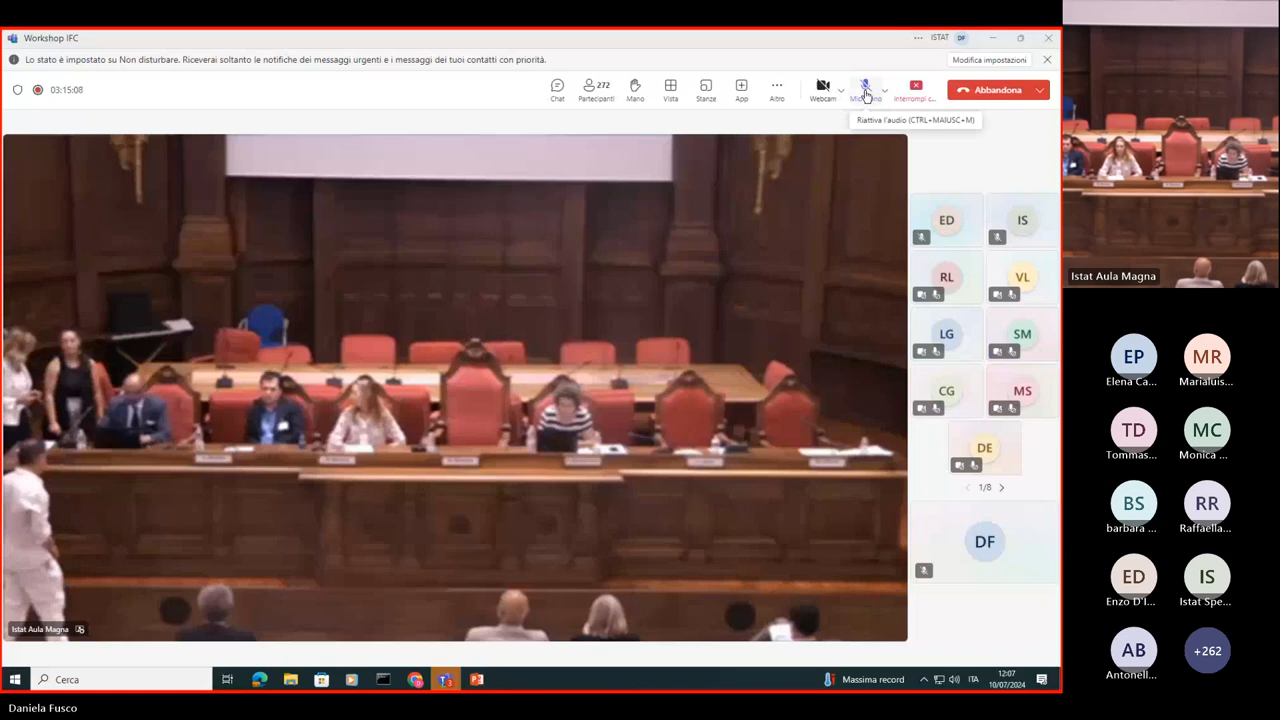 Workshop IFC
ISTAT DF
Lo stato è impostato su Non disturbare. Riceverai soltanto le notifiche dei messaggi urgenti e i messaggi dei tuoi contatti con priorità.
Modifica impostazioni
03:15:08
Chat
272
Partecipanti
Mano
Vista
Stanze
App
Altro
Webcam
Interrompi c...
Abbandona
Riattiva l'audio (CTRL+MAIUSC+M)
ED
IS
RL
VL
LG
SM
CG
MS
DE
1/8
DF
Istat Aula Magna
Cerca
3
Massima record
ITA
12:07
10/07/2024
Istat Aula Magna
EP
MR
Elena Ca...
Marialuis...
TD
MC
Tommas...
Monica ...
BS
RR
barbara ...
Raffaella...
ED
IS
Enzo D'I...
Istat Spe...
AB
+262
Antonell...
Daniela Fusco